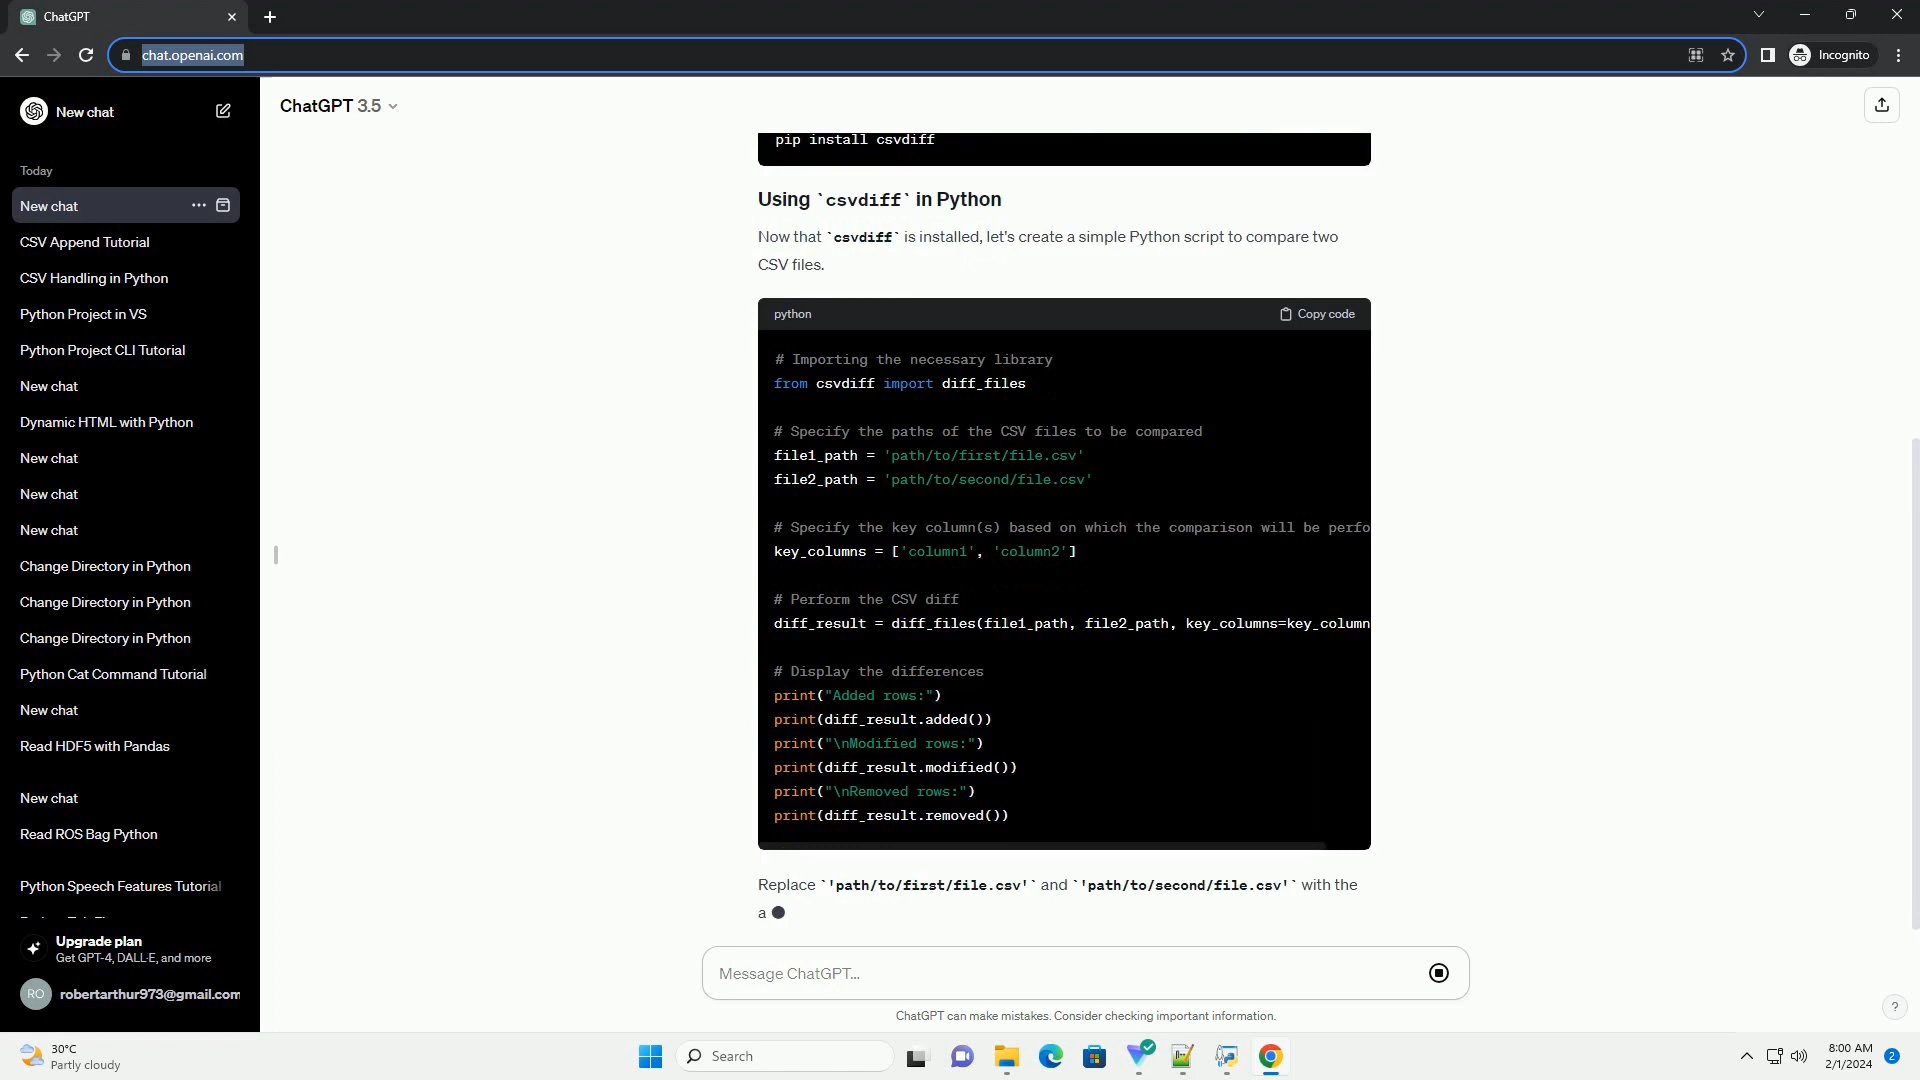 ChatGPT
chat.openai.com
Incognito
New chat
Today
New chat
CSV Append Tutorial
CSV Handling in Python
Python Project in VS
Python Project CLI Tutorial
New chat
Dynamic HTML with Python
New chat
New chat
New chat
Change Directory in Python
Change Directory in Python
Change Directory in Python
Python Cat Command Tutorial
New chat
Read HDF5 with Pandas
New chat
Read ROS Bag Python
Python Speech Features Tutorial
Upgrade plan
Get GPT-4, DALL·E, and more
RO
robertarthur973@gmail.com
ChatGPT 3.5
pip install csvdiff
Using `csvdiff` in Python
Now that `csvdiff` is installed, let's create a simple Python script to compare two
CSV files.
python
Copy code
# Importing the necessary library
from csvdiff import diff_files
# Specify the paths of the CSV files to be compared
file1_path = 'path/to/first/file.csv'
file2_path = 'path/to/second/file.csv'
# Specify the key column(s) based on which the comparison will be perfo
key_columns = ['column1', 'column2']
# Perform the CSV diff
diff_result = diff_files(file1_path, file2_path, key_columns=key_column
# Display the differences
print("Added rows:")
print(diff_result.added())
print("\nModified rows:")
print(diff_result.modified())
print("\nRemoved rows:")
print(diff_result.removed())
Replace `'path/to/first/file.csv'` and `'path/to/second/file.csv'` with the
a
Message ChatGPT...
ChatGPT can make mistakes. Consider checking important information.
?
30°C
Partly cloudy
Search
8:00 AM
2/1/2024
2